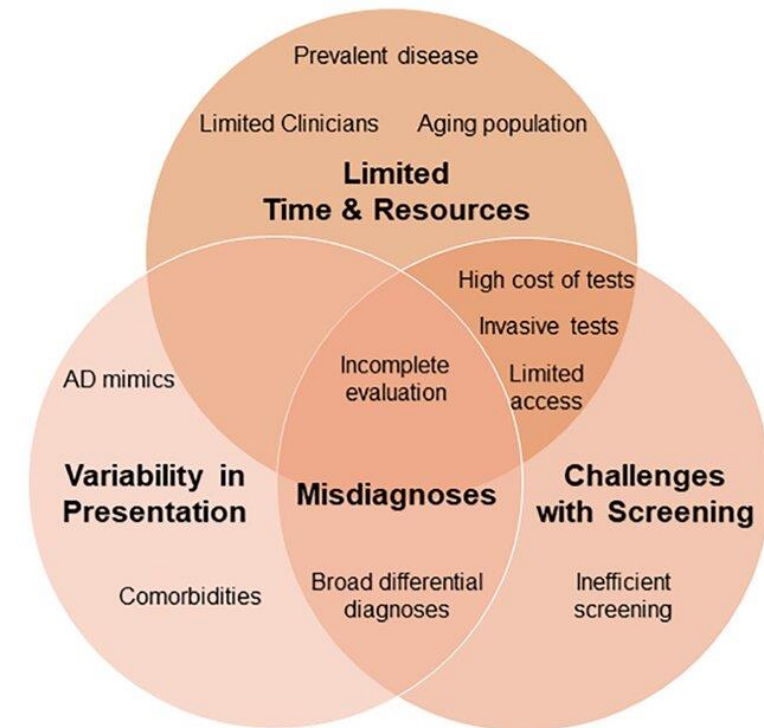 Prevalent disease
Limited Clinicians
Aging population
Limited
Time & Resources
High cost of tests
Invasive tests
Limited
access
Incomplete
evaluation
AD mimics
Variability in
Presentation
Misdiagnoses
Challenges
with Screening
Comorbidities
Broad differential
diagnoses
Inefficient
screening